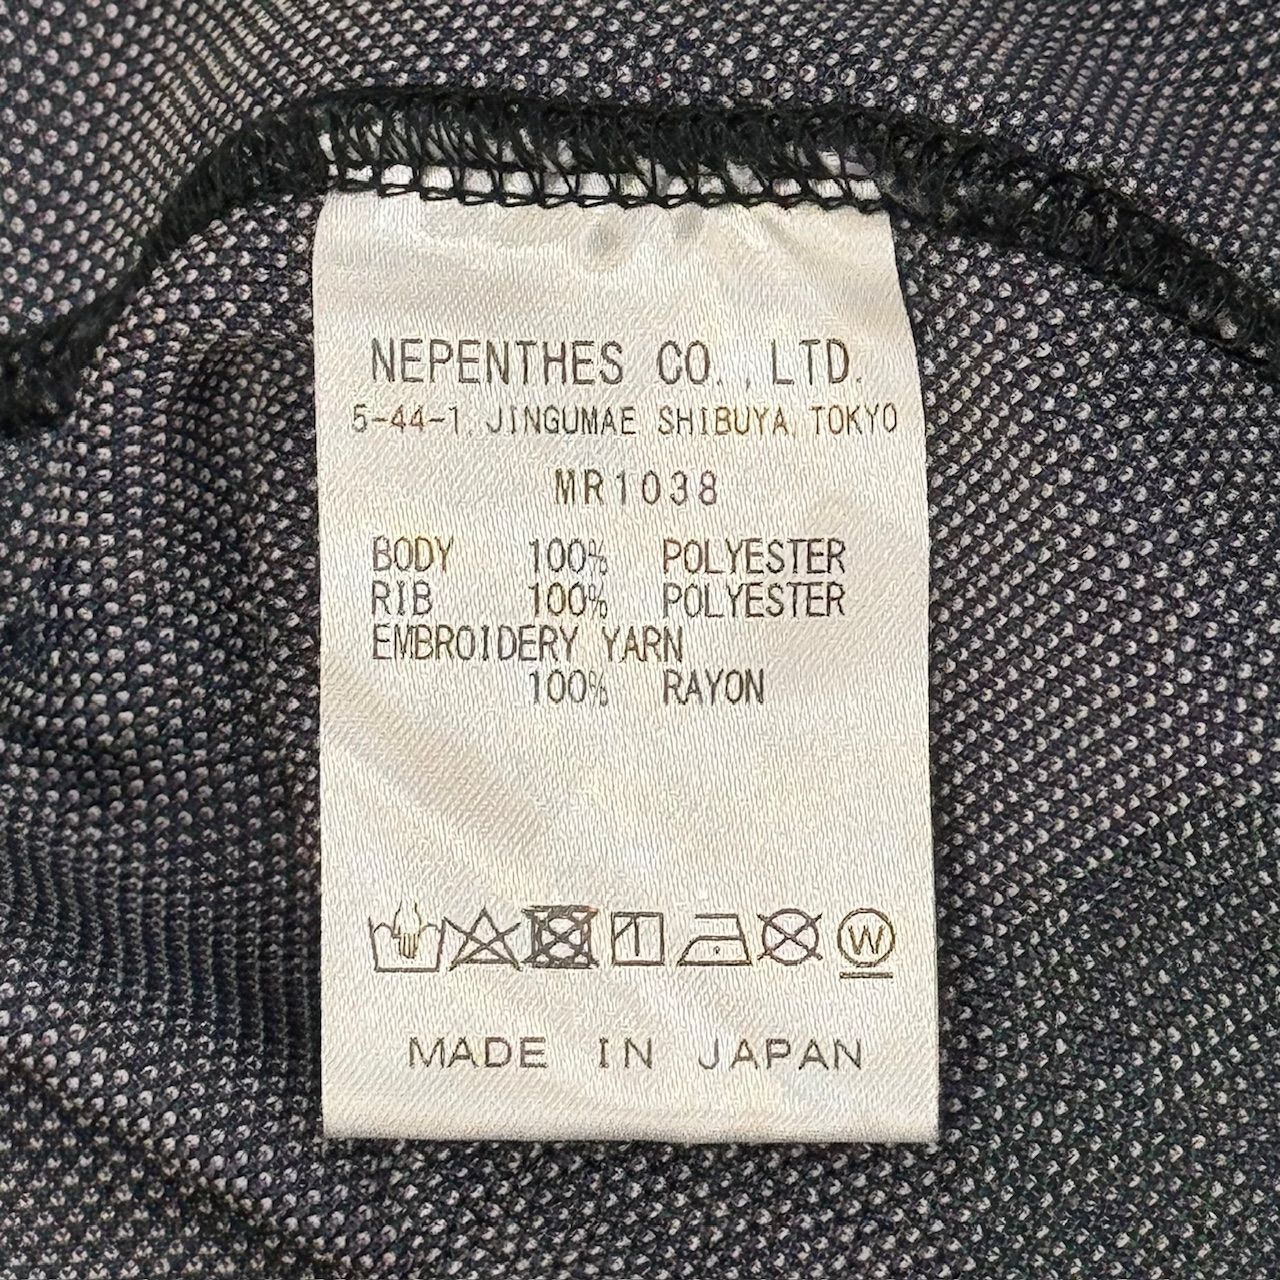 NEPENTHES CO., LTD.
5-44-1, JINGUMAE SHIBUYA, TOKYO
MR1038
BODY 100% POLYESTER
RIB 100% POLYESTER
EMBROIDERY YARN
100% RAYON
W
MADE IN JAPAN